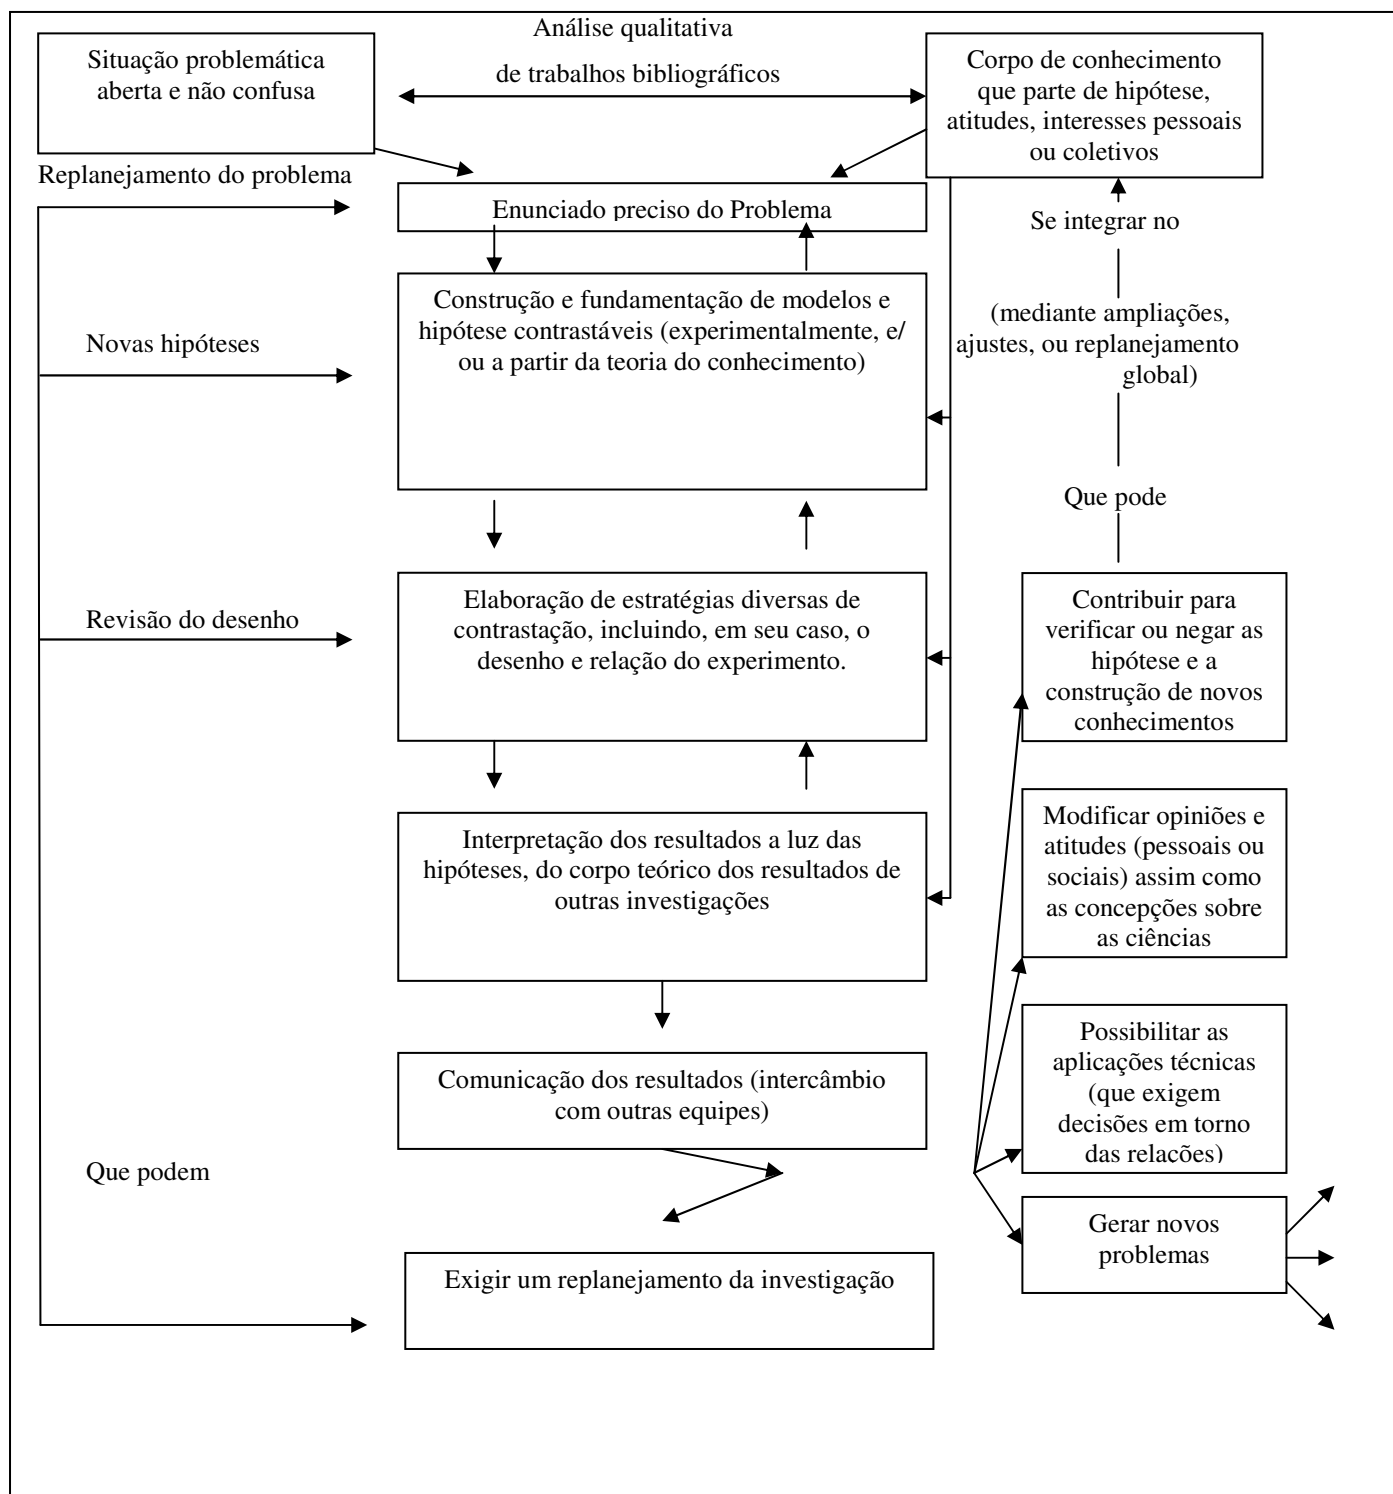 Análise qualitativa
de trabalhos bibliográficos
Situação problemática
aberta e não confusa
Corpo de conhecimento
que parte de hipótese,
atitudes, interesses pessoais
ou coletivos
Replanejamento do problema
Enunciado preciso do Problema
Se integrar no
Construção e fundamentação de modelos e
hipótese contrastáveis (experimentalmente, e/
ou a partir da teoria do conhecimento)
Novas hipóteses
(mediante ampliações,
ajustes, ou replanejamento
global)
Que pode
Revisão do desenho
Elaboração de estratégias diversas de
contrastação, incluindo, em seu caso, o
desenho e relação do experimento.
Contribuir para
verificar ou negar as
hipótese e a
construção de novos
conhecimentos
Interpretação dos resultados a luz das
hipóteses, do corpo teórico dos resultados de
outras investigações
Modificar opiniões e
atitudes (pessoais ou
sociais) assim como
as concepções sobre
as ciências
Comunicação dos resultados (intercâmbio
com outras equipes)
Possibilitar as
aplicações técnicas
(que exigem
decisões em torno
das relações)
Que podem
Gerar novos
problemas
Exigir um replanejamento da investigação